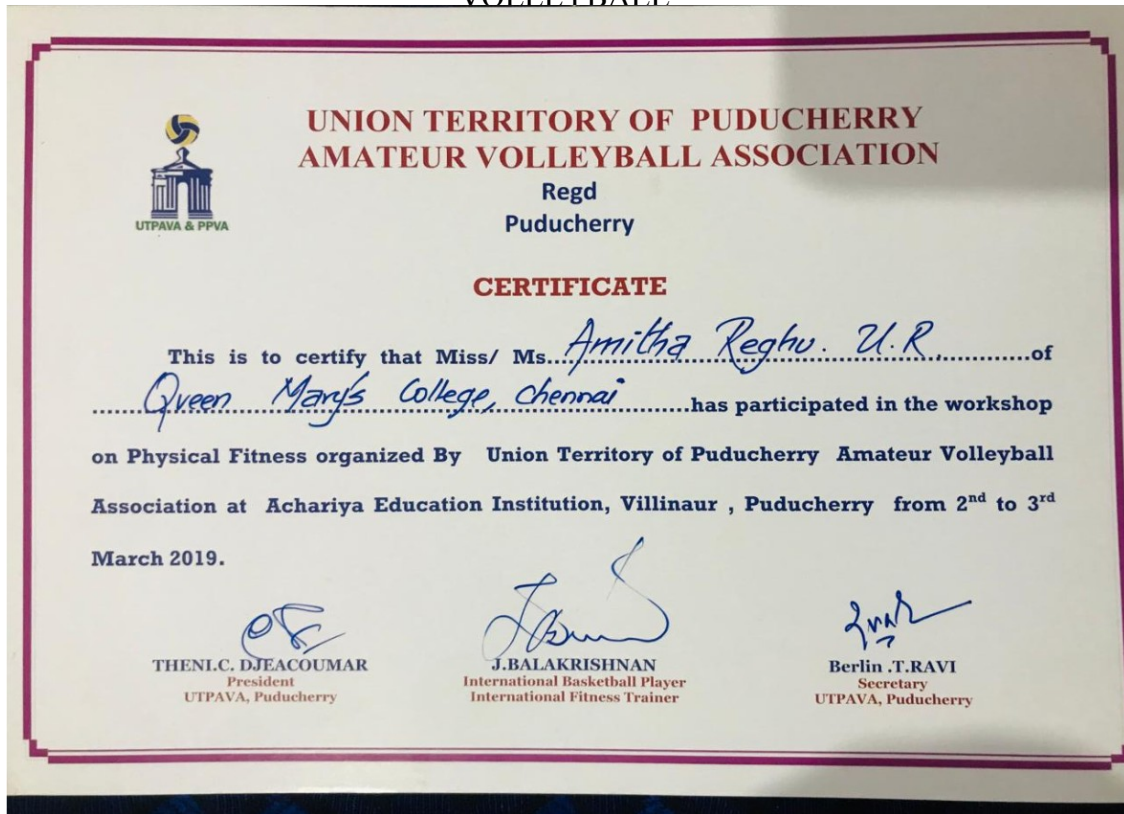 VOLLEYBALL
UNION TERRITORY OF PUDUCHERRY
AMATEUR VOLLEYBALL ASSOCIATION
Regd
Puducherry
UTPAVA & PPVA
CERTIFICATE
This is to certify that Miss/ Ms...Amitha Reghu. U.R..............of
..........Queen Mary's College, Chennai............has participated in the workshop
on Physical Fitness organized By Union Territory of Puducherry Amateur Volleyball
Association at Achariya Education Institution, Villinaur , Puducherry from 2nd to 3rd
March 2019.
THENI.C. DJEACOUMAR
President
UTPAVA, Puducherry
J.BALAKRISHNAN
International Basketball Player
International Fitness Trainer
Berlin .T.RAVI
Secretary
UTPAVA, Puducherry